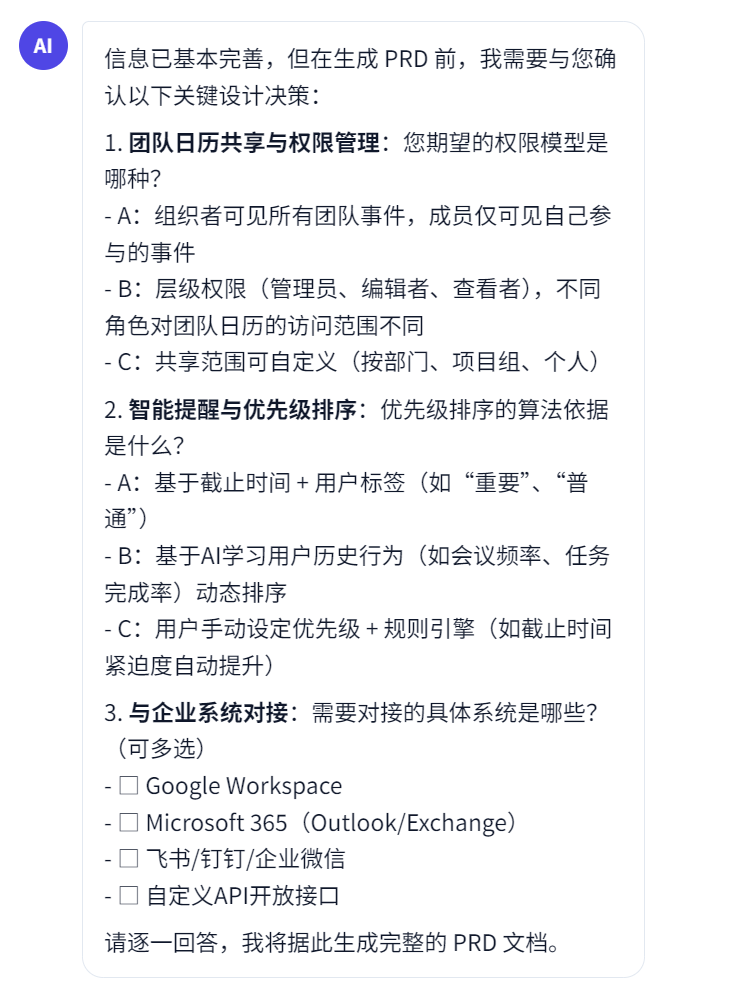 AI
信息已基本完善，但在生成 PRD 前，我需要与您确
认以下关键设计决策：
1. 团队日历共享与权限管理：您期望的权限模型是
哪种？
- A：组织者可见所有团队事件，成员仅可见自己参
与的事件
- B：层级权限（管理员、编辑者、查看者），不同
角色对团队日历的访问范围不同
- C：共享范围可自定义（按部门、项目组、个人）
2. 智能提醒与优先级排序：优先级排序的算法依据
是什么？
- A：基于截止时间 + 用户标签（如“重要”、“普
通”）
- B：基于AI学习用户历史行为（如会议频率、任务
完成率）动态排序
- C：用户手动设定优先级 + 规则引擎（如截止时间
紧迫度自动提升）
3. 与企业系统对接：需要对接的具体系统是哪些？
（可多选）
- □ Google Workspace
- □ Microsoft 365（Outlook/Exchange）
- □ 飞书/钉钉/企业微信
- □ 自定义API开放接口
请逐一回答，我将据此生成完整的 PRD 文档。